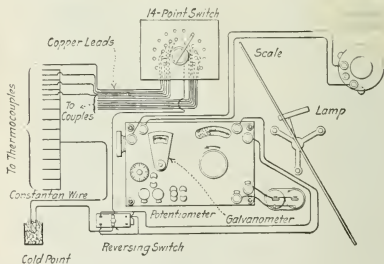 14-Point Switch
Copper Leads
Scale
To
Couples
Lamp
To Thermocouples
Constantan Wire
Potentiometer
Galvanometer
Reversing Switch
Cold Point